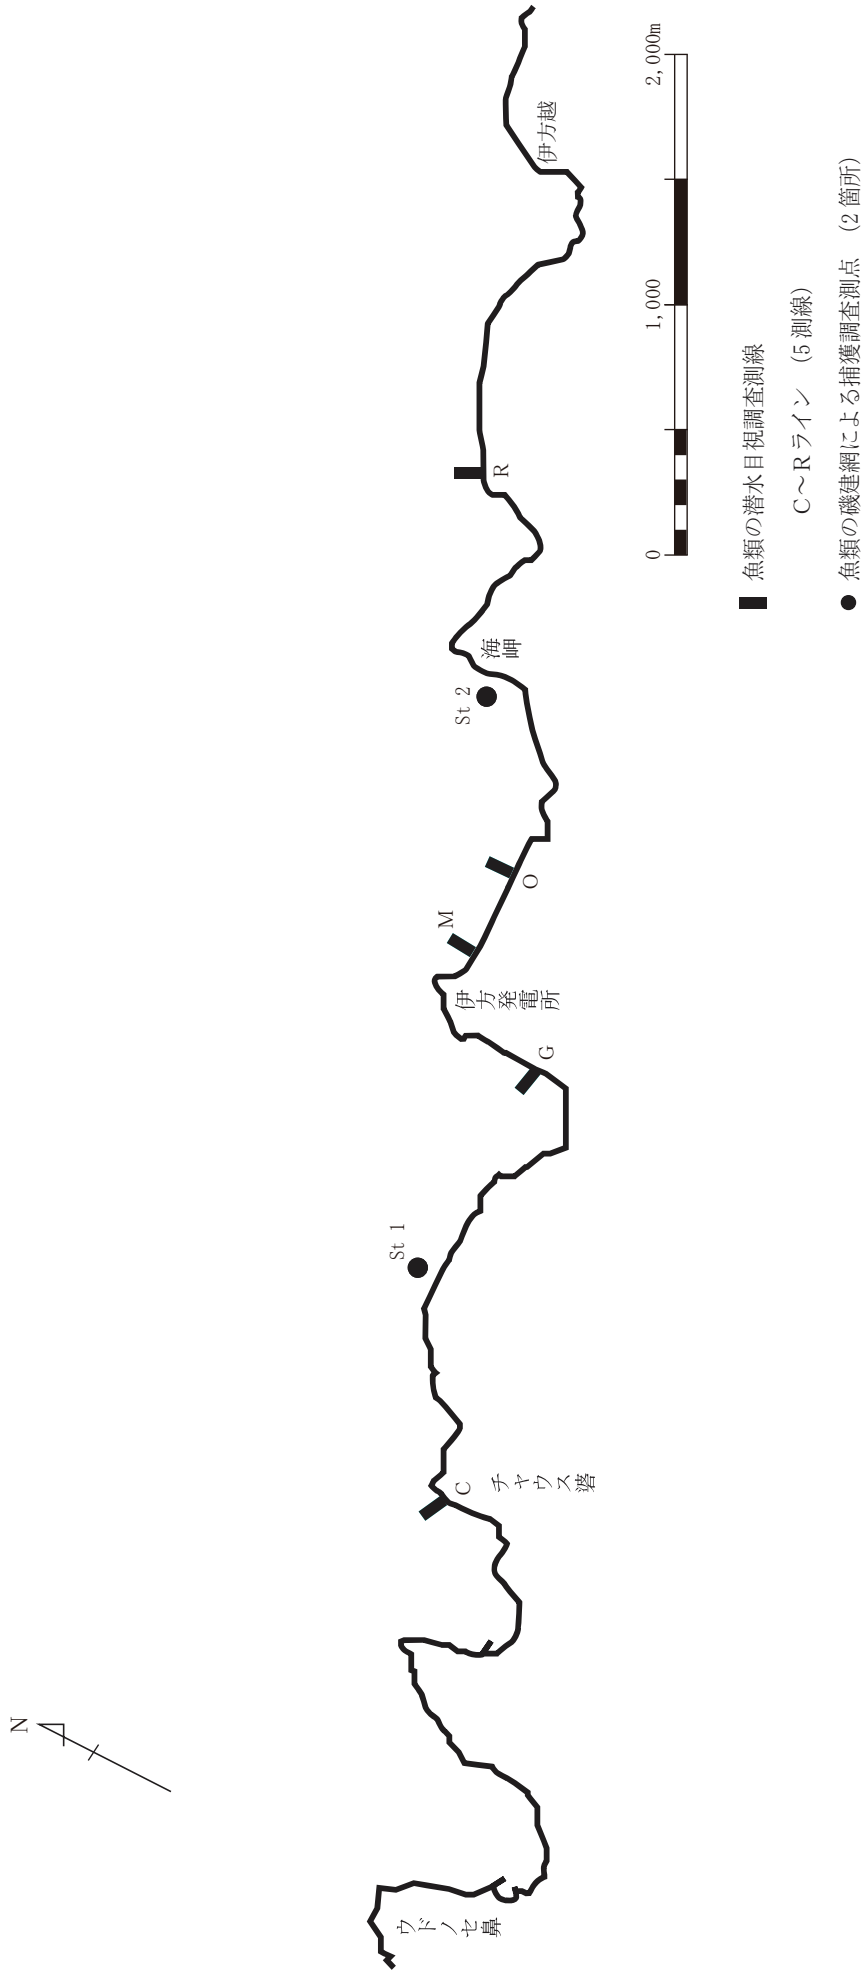 N
ウドノセ鼻
C
チャウス碆
St 1
G
伊方発電所
M
O
St 2
海岬
R
伊方越
0 1,000 2,000m
魚類の潜水目視調査測線
C～Rライン (5測線)
魚類の磯建網による捕獲調査測点 (2箇所)